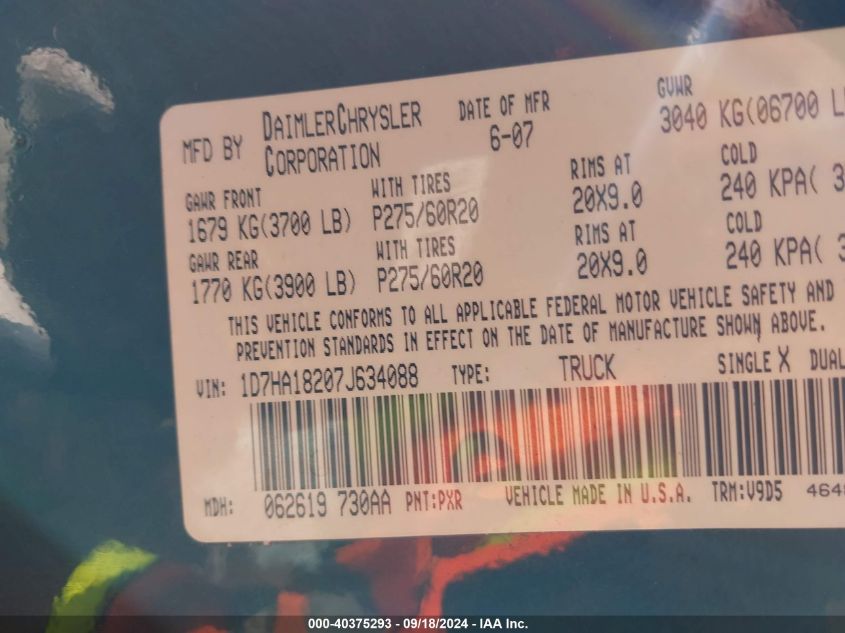 MFD BY DAIMLERCHRYSLER CORPORATION
DATE OF MFR 6-07
GVWR 3040 KG(06700 L
GAWR FRONT WITH TIRES RIMS AT COLD
1679 KG(3700 LB) P275/60R20 20X9.0 240 KPA( 3
GAWR REAR WITH TIRES RIMS AT COLD
1770 KG(3900 LB) P275/60R20 20X9.0 240 KPA( 3
THIS VEHICLE CONFORMS TO ALL APPLICABLE FEDERAL MOTOR VEHICLE SAFETY AND
PREVENTION STANDARDS IN EFFECT ON THE DATE OF MANUFACTURE SHOWN ABOVE.
VIN: 1D7HA18207J634088 TYPE: TRUCK SINGLE X DUAL
MDH: 062619 730AA PNT:PXR VEHICLE MADE IN U.S.A. TRM:V9D5 464
000-40375293 - 09/18/2024 - IAA Inc.